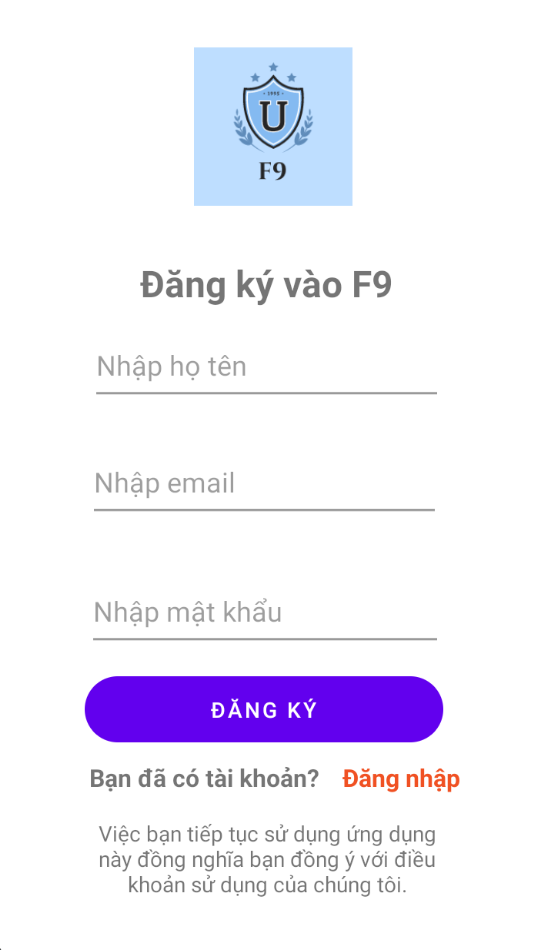 · 1992 ·
U
F9
Đăng ký vào F9
Nhập họ tên
Nhập email
Nhập mật khẩu
ĐĂNG KÝ
Bạn đã có tài khoản? Đăng nhập
Việc bạn tiếp tục sử dụng ứng dụng
này đồng nghĩa bạn đồng ý với điều
khoản sử dụng của chúng tôi.